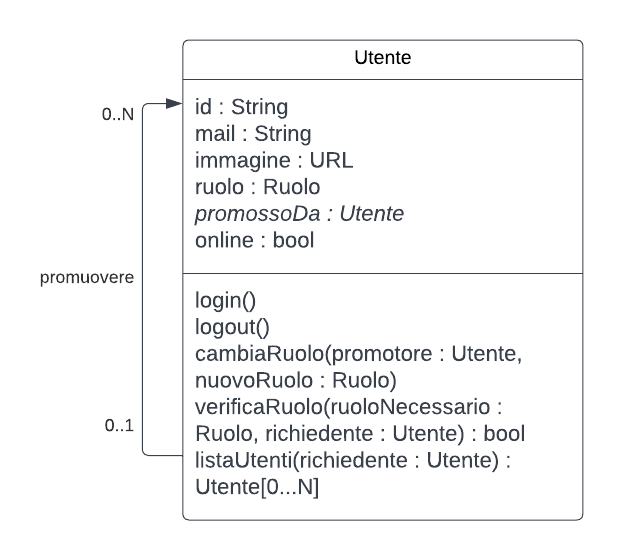 Utente
0..N
id : String
mail : String
immagine : URL
ruolo : Ruolo
promossoDa : Utente
online : bool
promuovere
login()
logout()
cambiaRuolo(promotore : Utente,
nuovoRuolo : Ruolo)
verificaRuolo(ruoloNecessario :
Ruolo, richiedente : Utente) : bool
0..1
listaUtenti(richiedente : Utente) :
Utente[0...N]